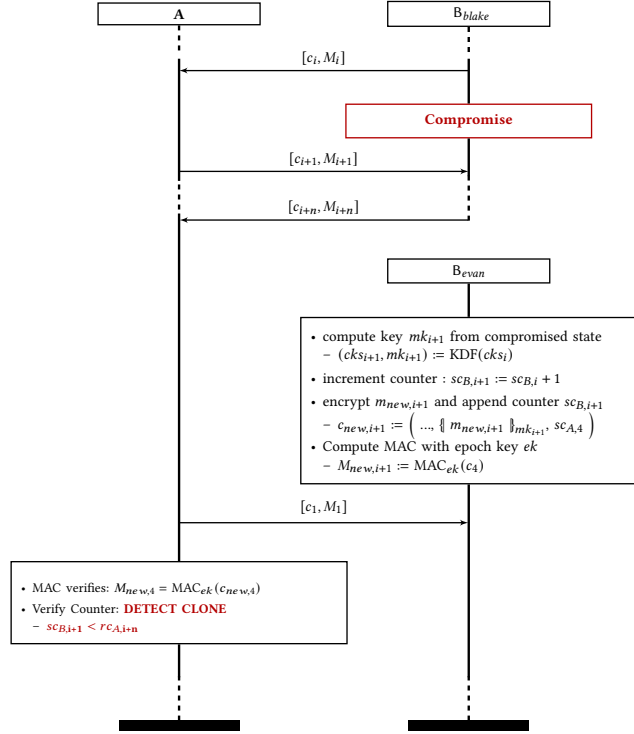 A
B_blake
[c_i, M_i]
Compromise
[c_{i+1}, M_{i+1}]
[c_{i+n}, M_{i+n}]
B_evan
• compute key mk_{i+1} from compromised state
– (cks_{i+1}, mk_{i+1}) := KDF(cks_i)
• increment counter : sc_{B,i+1} := sc_{B,i} + 1
• encrypt m_{new,i+1} and append counter sc_{B,i+1}
– c_{new,i+1} := ( ..., ⦃ m_{new,i+1} ⦄_{mk_{i+1}}, sc_{A,4} )
• Compute MAC with epoch key ek
– M_{new,i+1} := MAC_{ek}(c_4)
[c_1, M_1]
• MAC verifies: M_{new,4} = MAC_{ek}(c_{new,4})
• Verify Counter: DETECT CLONE
– sc_{B,i+1} < rc_{A,i+n}